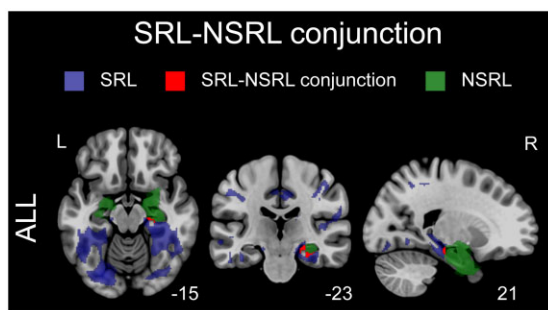 SRL-NSRL conjunction
SRL SRL-NSRL conjunction NSRL
L R
ALL
-15 -23 21